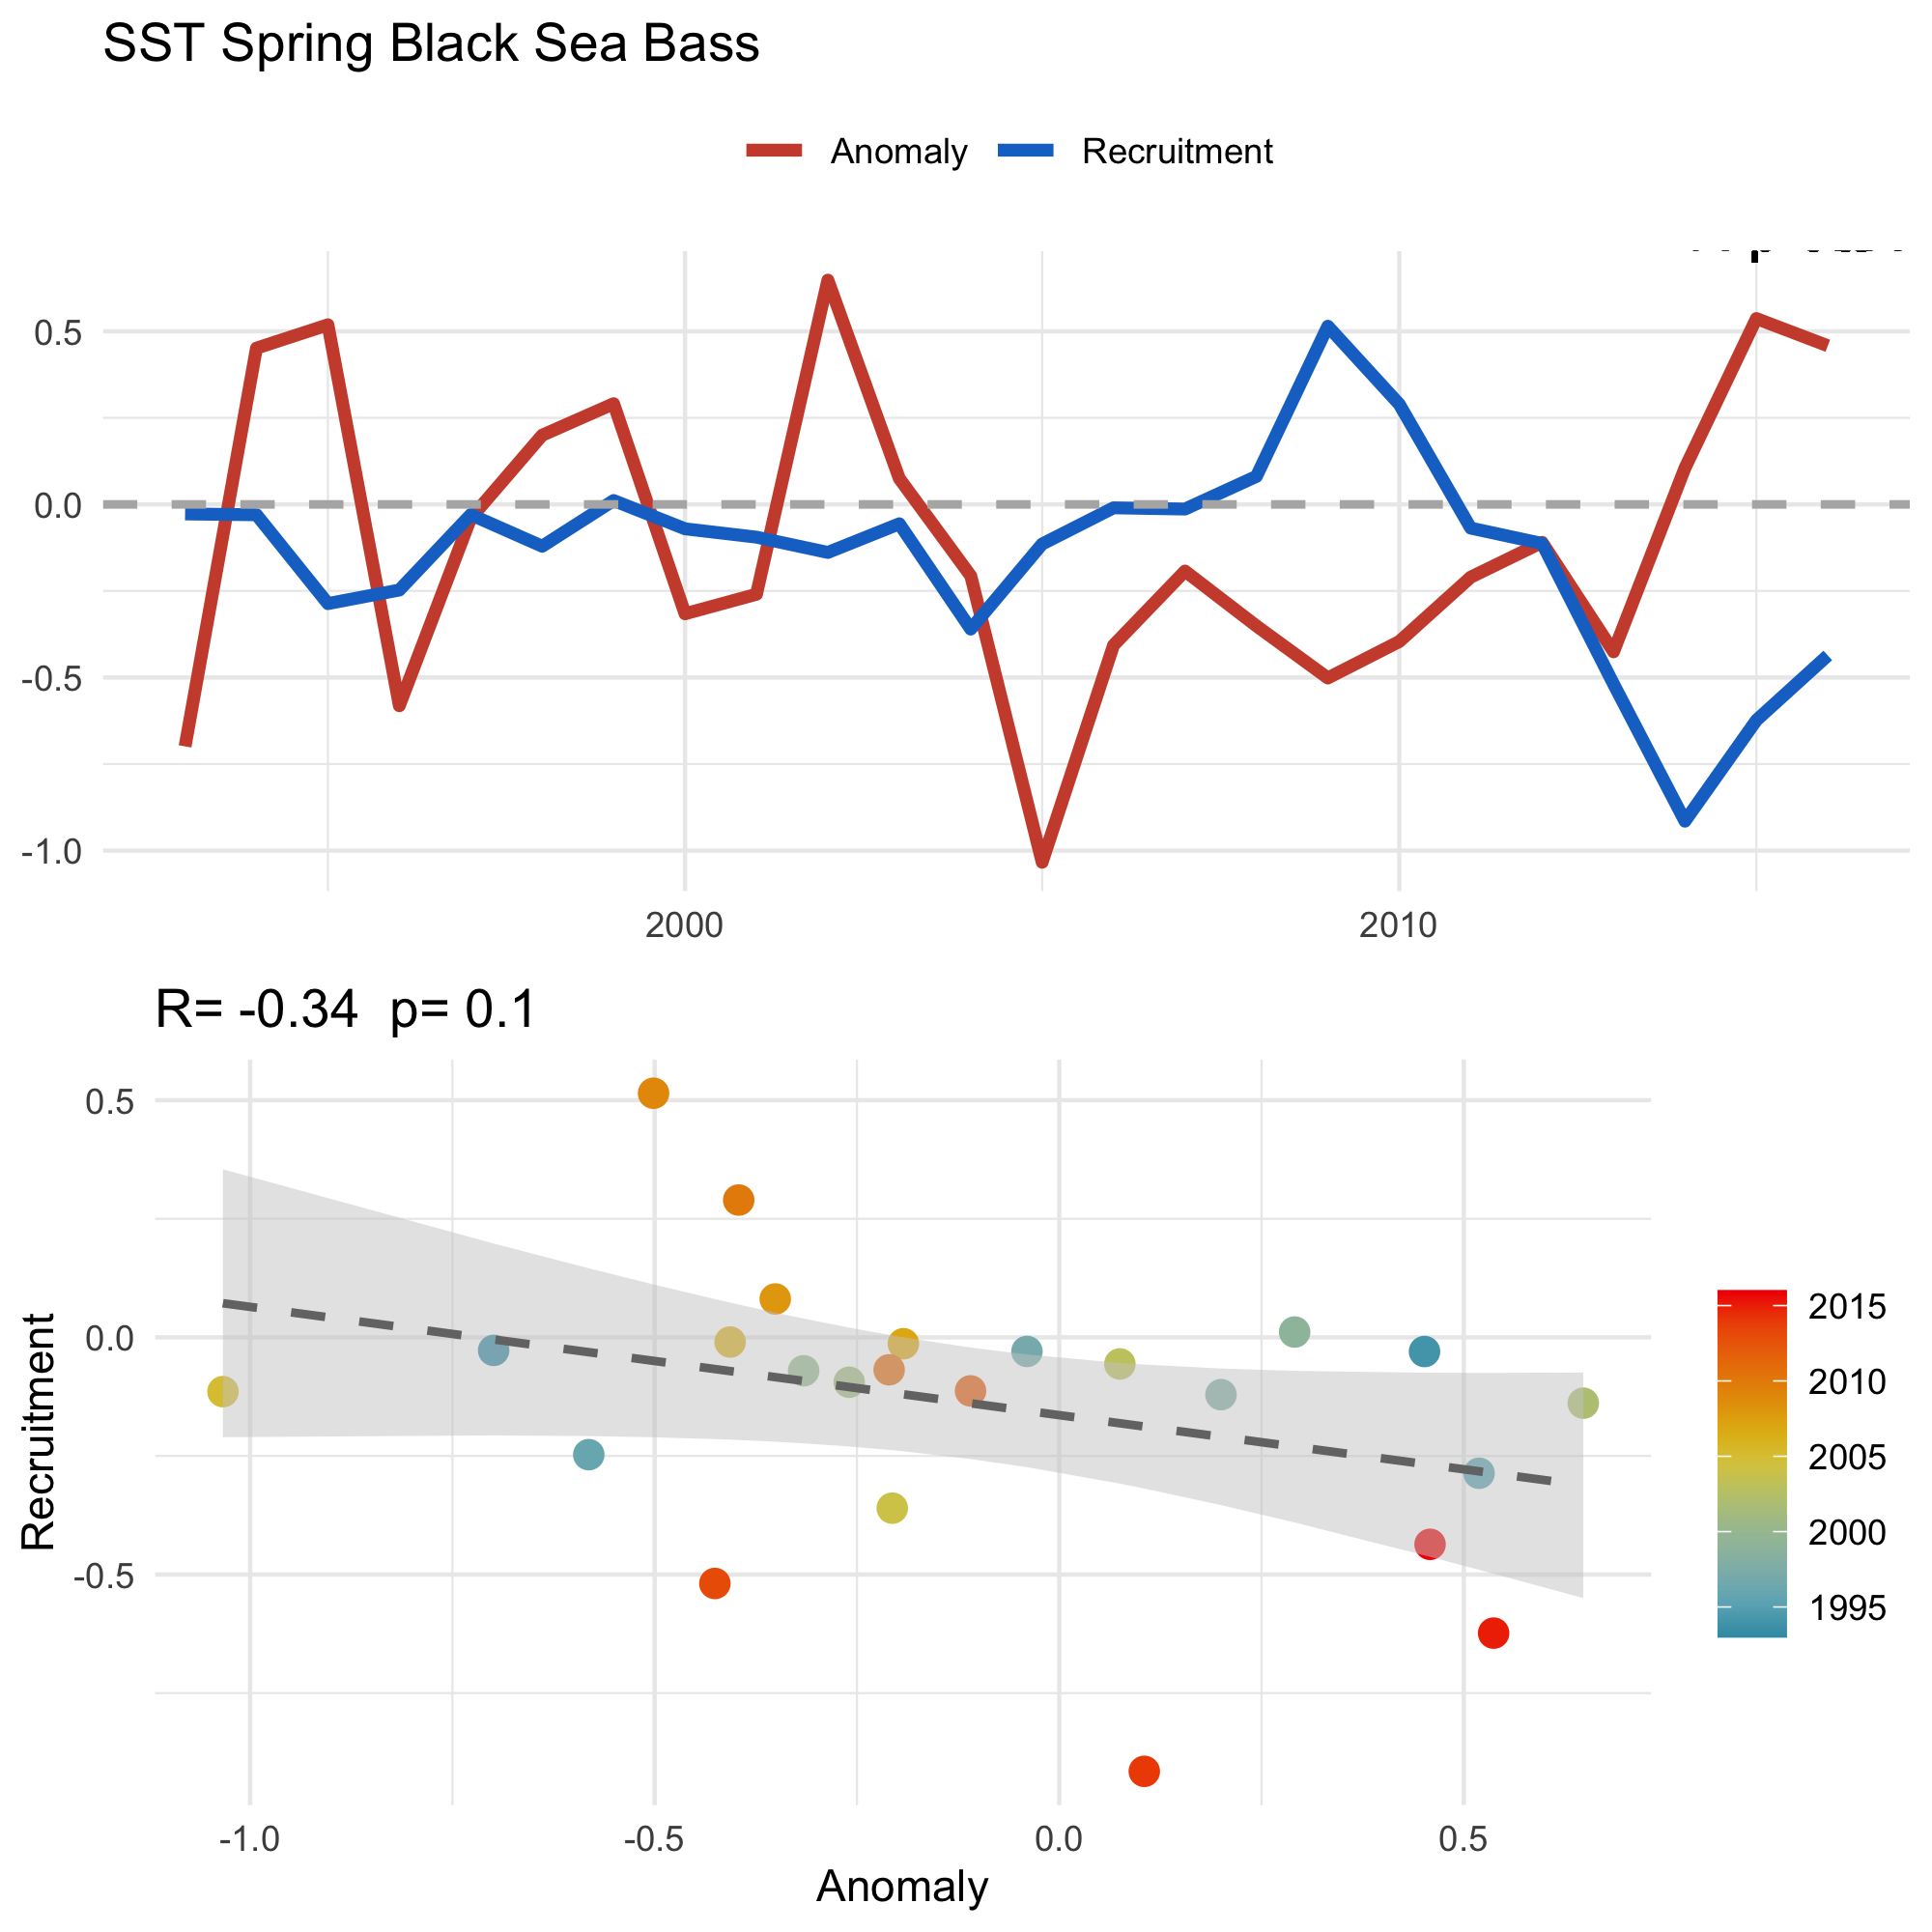 SST Spring Black Sea Bass
Anomaly Recruitment
0.5
0.0
-0.5
-1.0
2000 2010
R= -0.34 p= 0.1
Recruitment
0.5
0.0
-0.5
-1.0 -0.5 0.0 0.5
Anomaly
2015
2010
2005
2000
1995